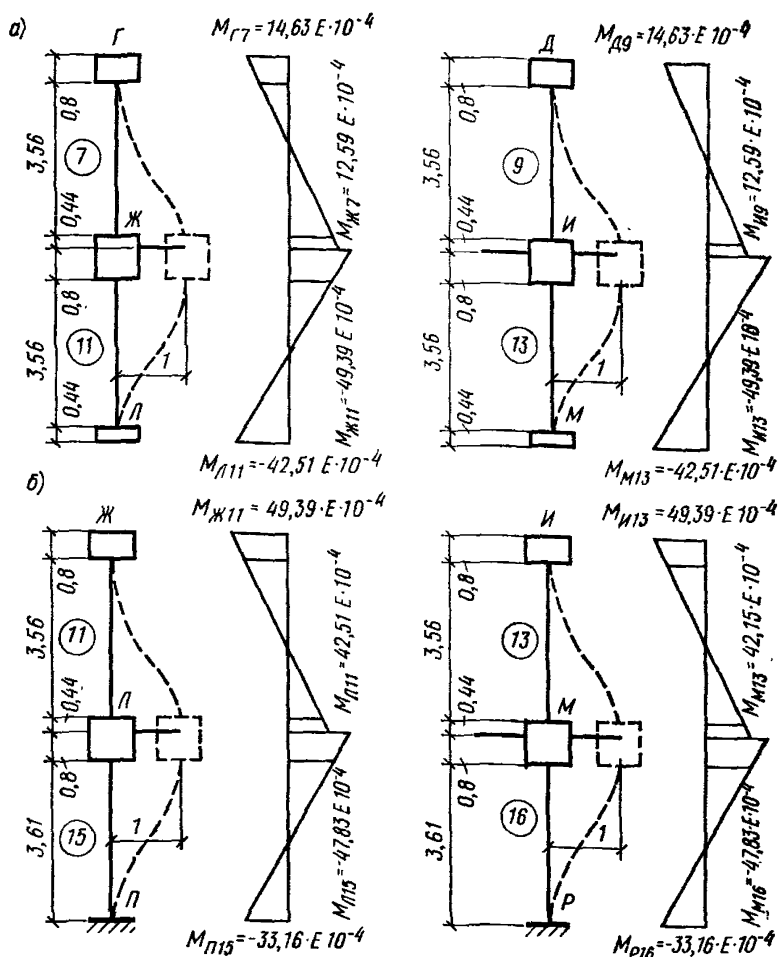 а)
Г
M_Г7=14,63 E·10⁻⁴
Д
M_Д9=14,63·E 10⁻⁴
0,8
3,56
7
0,44
Ж
M_Ж7=12,59 E·10⁻⁴
0,8
3,56
11
0,44
1
Л
M_Ж11=-49,39 E 10⁻⁴
M_Л11=-42,51 E·10⁻⁴
0,8
3,56
9
0,44
И
M_И9=12,59·E·10⁻⁴
0,8
3,56
13
0,44
1
М
M_И13=-49,39·E·10⁻⁴
M_М13=-42,51·E·10⁻⁴
б)
Ж
M_Ж11=49,39·E·10⁻⁴
И
M_И13=49,39·E·10⁻⁴
0,8
3,56
11
0,44
Л
M_Л11=42,51 E·10⁻⁴
0,8
3,61
15
1
П
M_Л15=-47,83 E10⁻⁴
M_П15=-33,16·E 10⁻⁴
0,8
3,56
13
0,44
М
M_М13=42,15·E·10⁻⁴
0,8
3,61
16
1
Р
M_М16=-47,83·E·10⁻⁴
M_Р16=-33,16·E·10⁻⁴